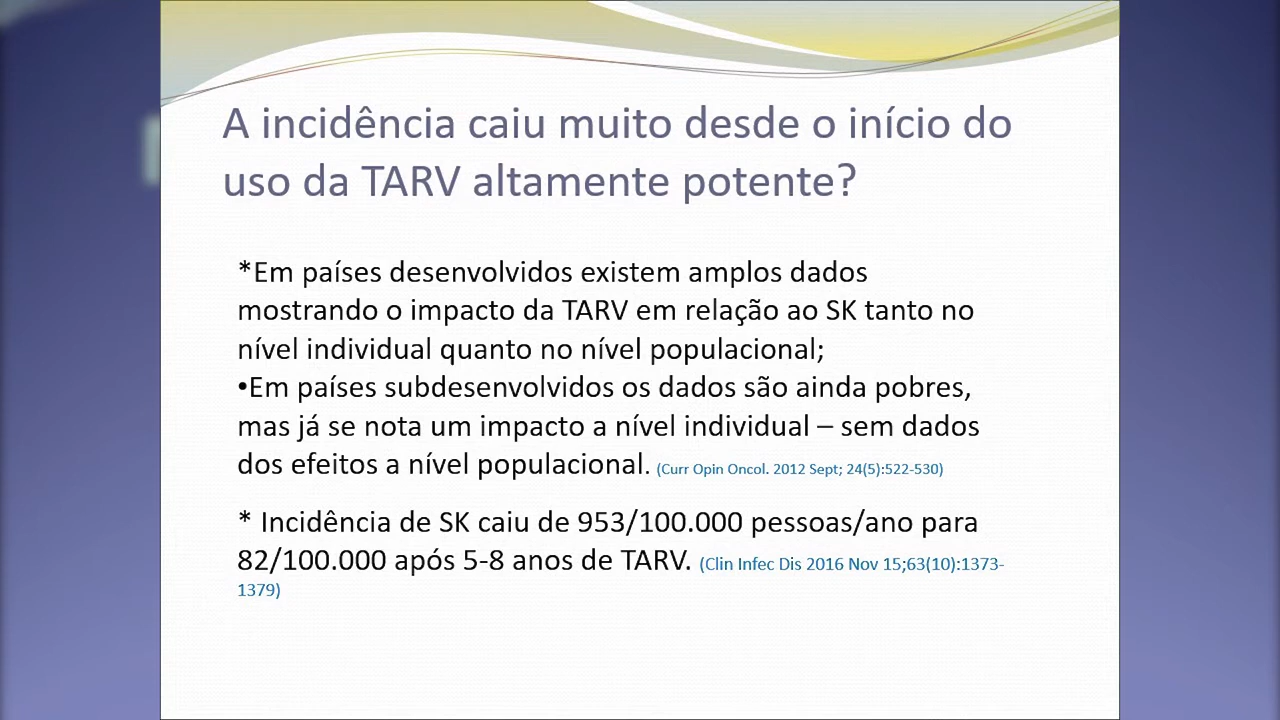 A incidência caiu muito desde o início do
uso da TARV altamente potente?
*Em países desenvolvidos existem amplos dados
mostrando o impacto da TARV em relação ao SK tanto no
nível individual quanto no nível populacional;
•Em países subdesenvolvidos os dados são ainda pobres,
mas já se nota um impacto a nível individual – sem dados
dos efeitos a nível populacional. (Curr Opin Oncol. 2012 Sept; 24(5):522-530)
* Incidência de SK caiu de 953/100.000 pessoas/ano para
82/100.000 após 5-8 anos de TARV. (Clin Infec Dis 2016 Nov 15;63(10):1373-
1379)